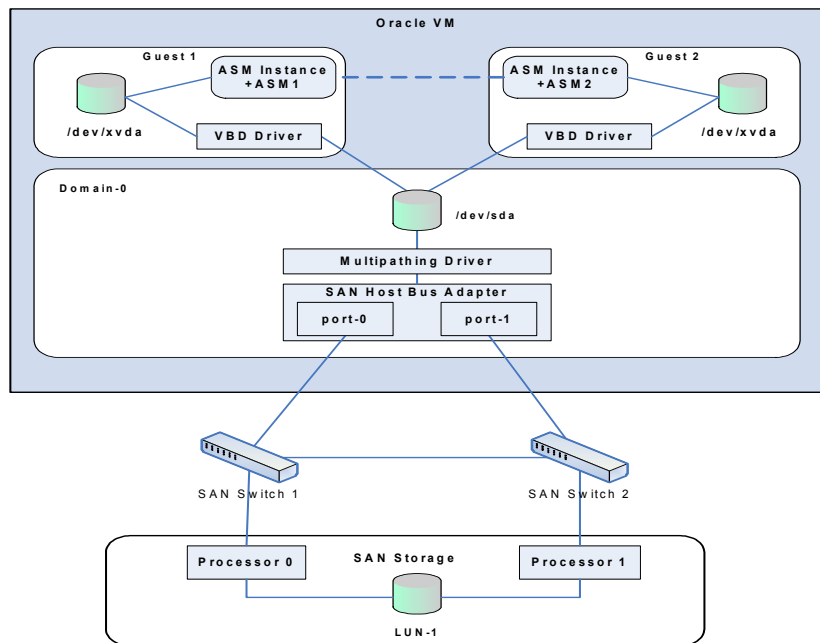 Oracle VM
Guest 1
Guest 2
ASM Instance
+ASM1
ASM Instance
+ASM2
/dev/xvda
VBD Driver
VBD Driver
/dev/xvda
Domain-0
/dev/sda
Multipathing Driver
SAN Host Bus Adapter
port-0
port-1
SAN Switch 1
SAN Switch 2
Processor 0
SAN Storage
Processor 1
LUN-1